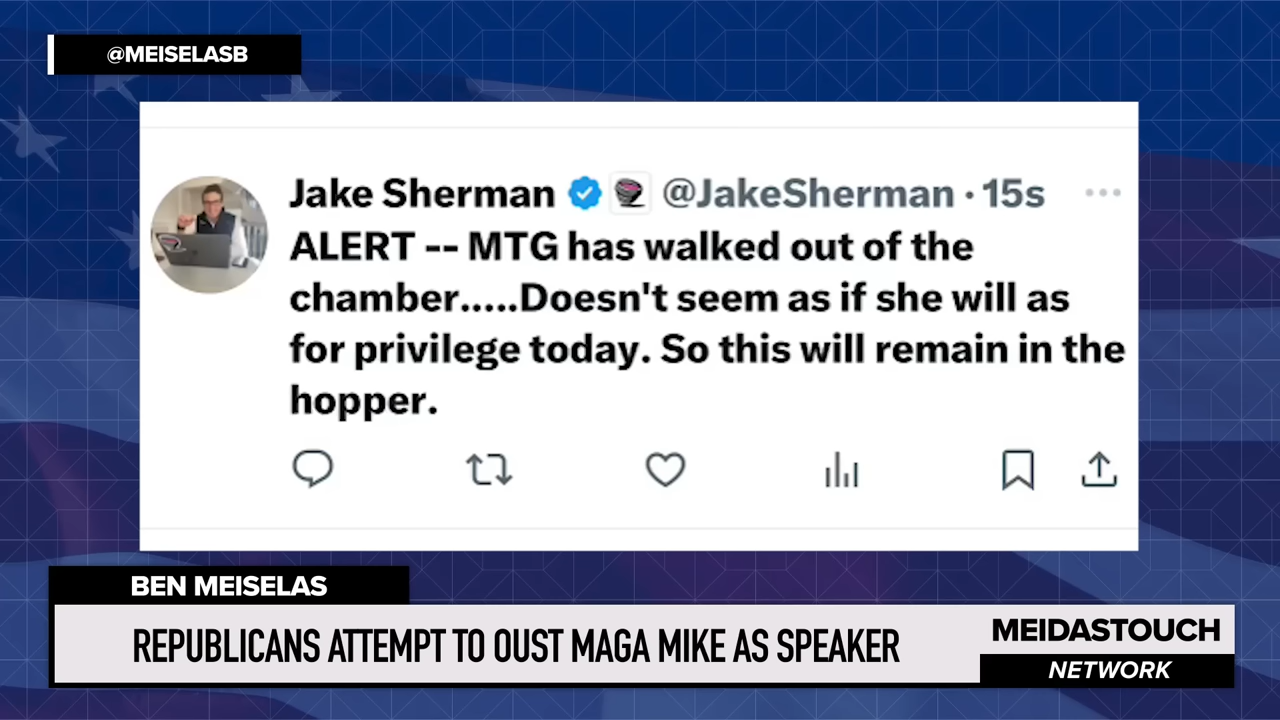 @MEISELASB
Jake Sherman @JakeSherman · 15s
ALERT -- MTG has walked out of the
chamber.....Doesn't seem as if she will as
for privilege today. So this will remain in the
hopper.
BEN MEISELAS
REPUBLICANS ATTEMPT TO OUST MAGA MIKE AS SPEAKER
MEIDASTOUCH
NETWORK